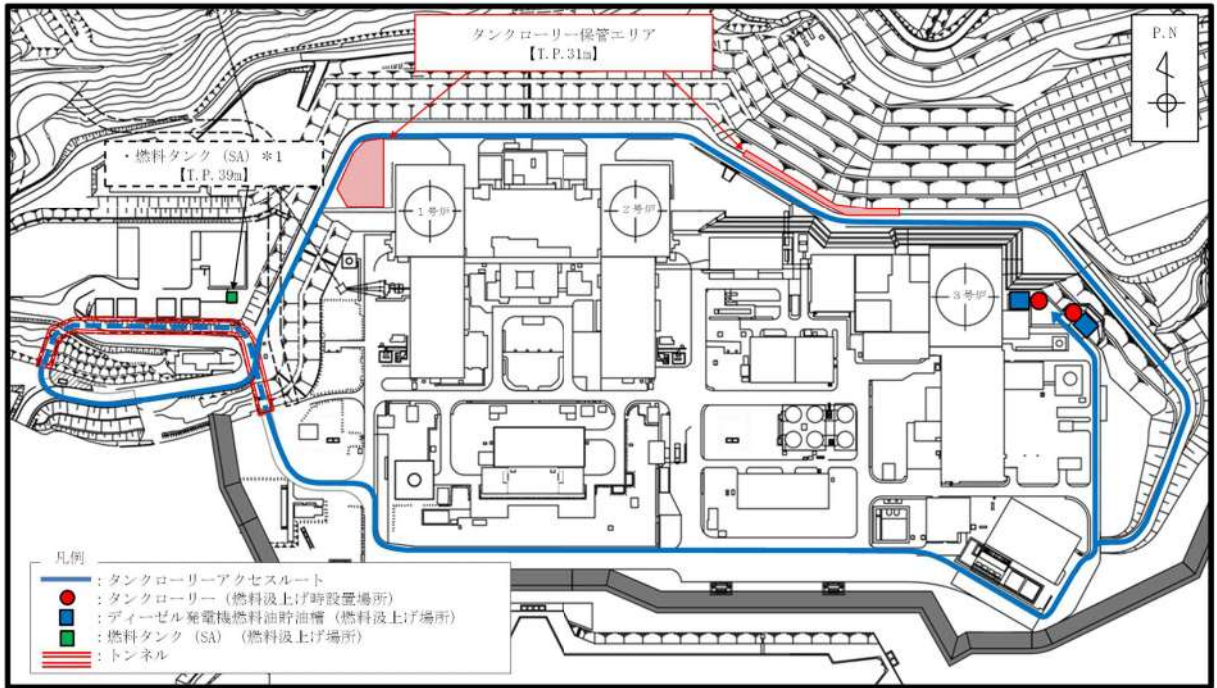 タンクローリー保管エリア
【T.P.31m】
P.N
・燃料タンク（SA）＊1
【T.P.39m】
１号炉
２号炉
３号炉
凡例
：タンクローリーアクセスルート
：タンクローリー（燃料汲上げ時設置場所）
：ディーゼル発電機燃料油貯油槽（燃料汲上げ場所）
：燃料タンク（SA）（燃料汲上げ場所）
：トンネル